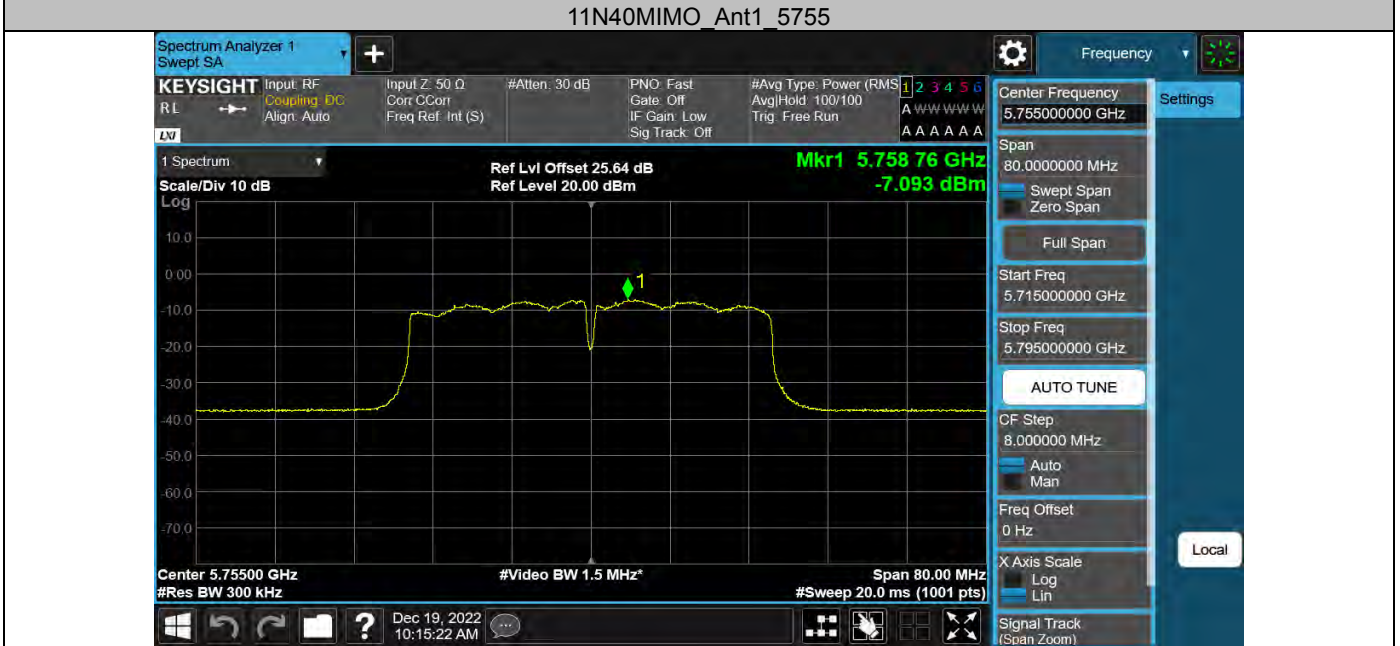 11N40MIMO_Ant1_5755
Spectrum Analyzer 1
Swept SA
Frequency
KEYSIGHT
R L
LXI
Input: RF
Coupling: DC
Align: Auto
Input Z: 50 Ω
Corr CCorr
Freq Ref: Int (S)
#Atten: 30 dB
PNO: Fast
Gate: Off
IF Gain: Low
Sig Track: Off
#Avg Type: Power (RMS
Avg|Hold: 100/100
Trig: Free Run
1 2 3 4 5 6
A W W W W W
A A A A A A
1 Spectrum
Scale/Div 10 dB
Log
Ref Lvl Offset 25.64 dB
Ref Level 20.00 dBm
Mkr1 5.758 76 GHz
-7.093 dBm
10.0
0.00
-10.0
-20.0
-30.0
-40.0
-50.0
-60.0
-70.0
1
Center 5.75500 GHz
#Res BW 300 kHz
#Video BW 1.5 MHz*
Span 80.00 MHz
#Sweep 20.0 ms (1001 pts)
?
Dec 19, 2022
10:15:22 AM
Center Frequency
5.755000000 GHz
Span
80.0000000 MHz
Swept Span
Zero Span
Full Span
Start Freq
5.715000000 GHz
Stop Freq
5.795000000 GHz
AUTO TUNE
CF Step
8.000000 MHz
Auto
Man
Freq Offset
0 Hz
X Axis Scale
Log
Lin
Signal Track
(Span Zoom)
Settings
Local